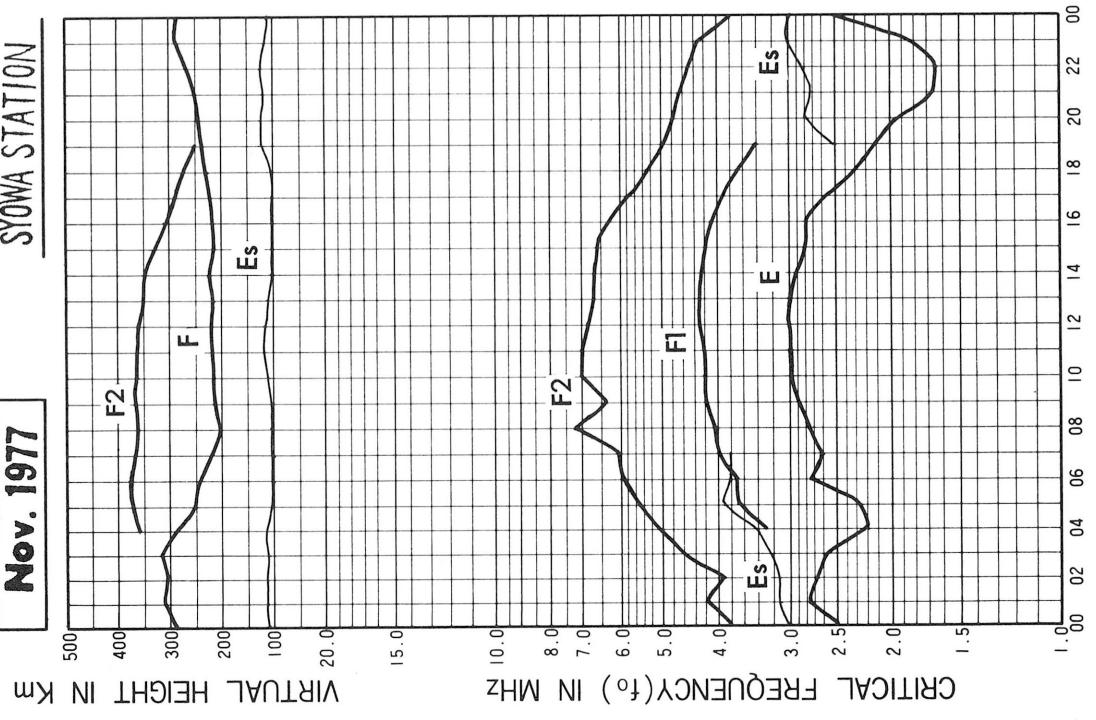 SYOWA STATION
Nov. 1977
VIRTUAL HEIGHT IN Km
500
400
300
200
100
F2
F
Es
CRITICAL FREQUENCY(fo) IN MHz
20.0
15.0
10.0
8.0
7.0
6.0
5.0
4.0
3.0
2.5
2.0
1.5
1.0
F2
F1
E
Es
Es
00 02 04 06 08 10 12 14 16 18 20 22 00